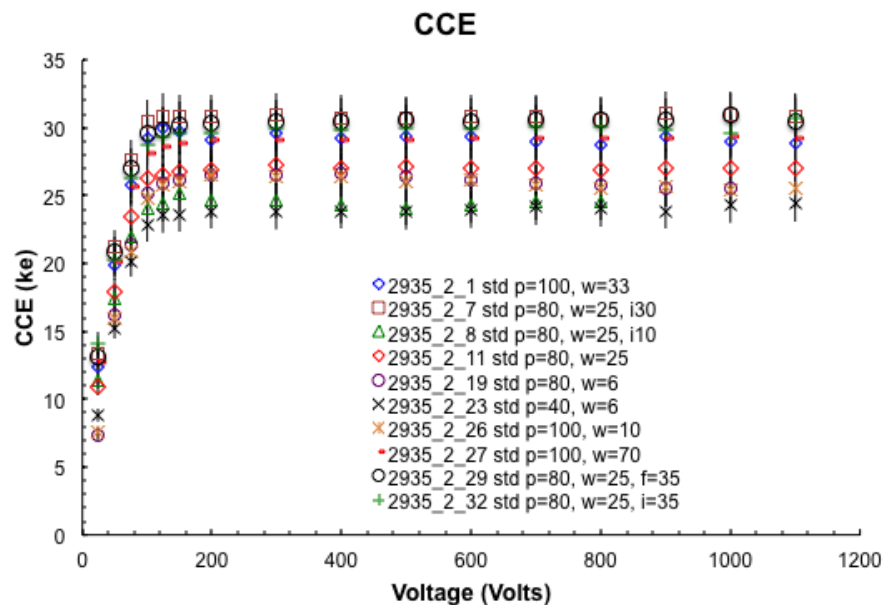 CCE
35
30
25
20
15
10
5
0
CCE (ke)
2935_2_1 std p=100, w=33
2935_2_7 std p=80, w=25, i30
2935_2_8 std p=80, w=25, i10
2935_2_11 std p=80, w=25
2935_2_19 std p=80, w=6
2935_2_23 std p=40, w=6
2935_2_26 std p=100, w=10
2935_2_27 std p=100, w=70
2935_2_29 std p=80, w=25, f=35
2935_2_32 std p=80, w=25, i=35
0 200 400 600 800 1000 1200
Voltage (Volts)